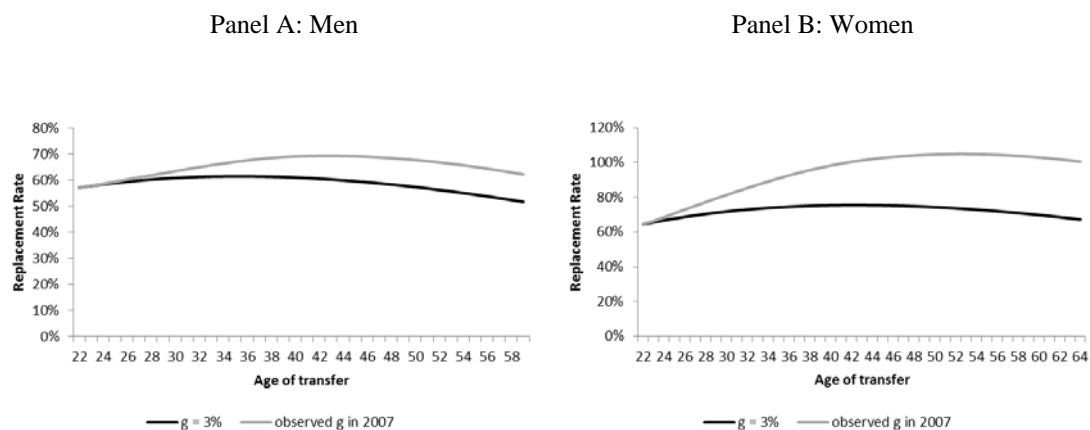 Panel A: Men
Panel B: Women
80%
70%
60%
50%
40%
30%
20%
10%
0%
Replacement Rate
22 24 26 28 30 32 34 36 38 40 42 44 46 48 50 52 54 56 58
Age of transfer
g = 3% observed g in 2007
120%
100%
80%
60%
40%
20%
0%
Replacement Rate
22 24 26 28 30 32 34 36 38 40 42 44 46 48 50 52 54 56 58 60 62 64
Age of transfer
g = 3% observed g in 2007